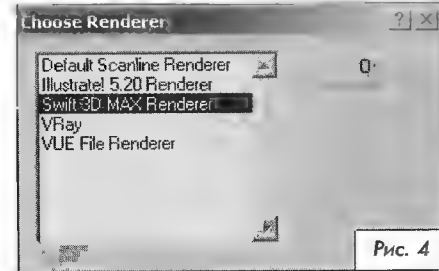 Choose Renderer
Default Scanline Renderer
Illustrate! 5.20 Renderer
Swift 3D MAX Renderer
VRay
VUE File Renderer
Рис. 4